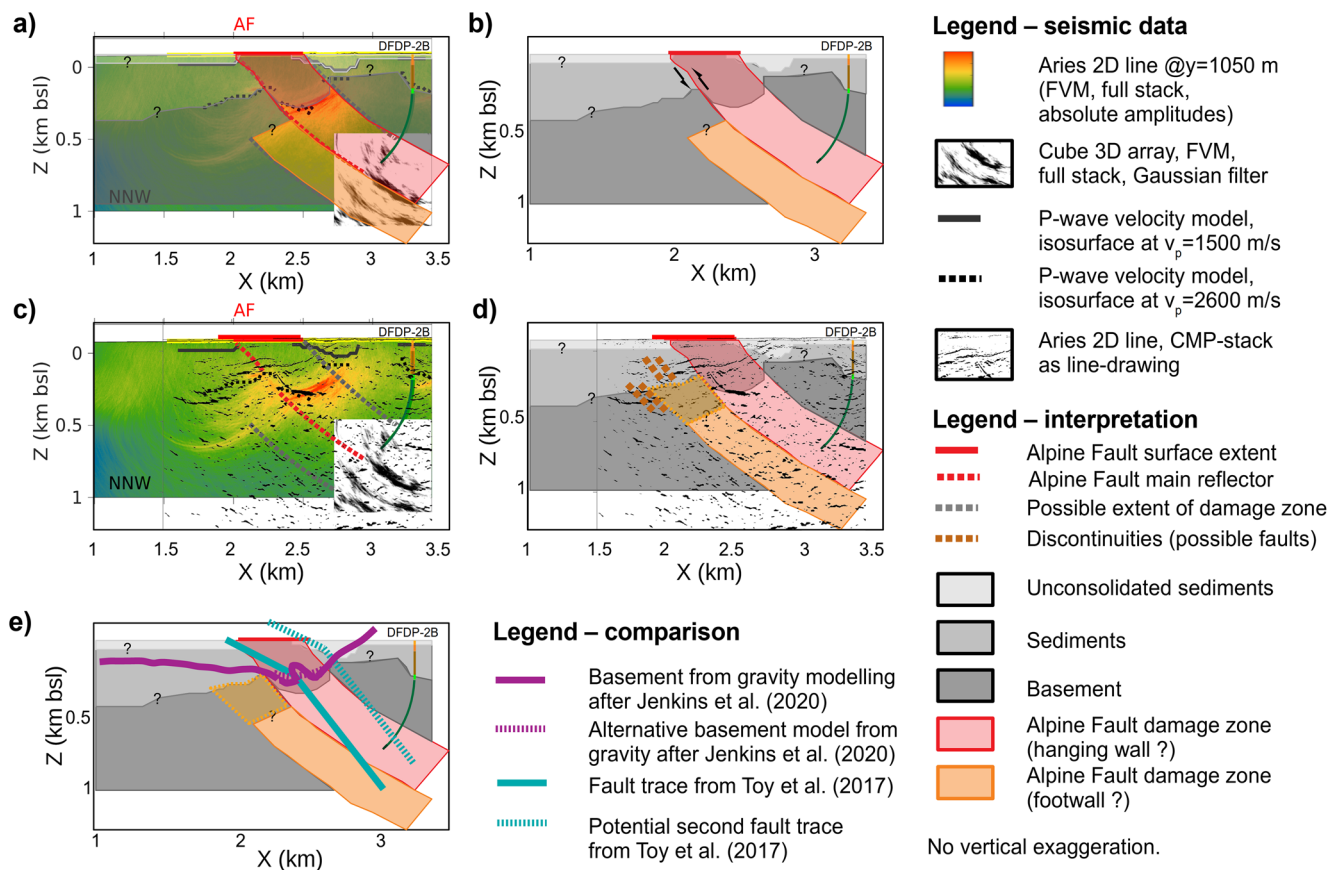 a)
AF
DFDP-2B
?
?
?
NNW
0
0.5
1
Z (km bsl)
1
1.5
2
2.5
3
3.5
X (km)
b)
DFDP-2B
?
?
?
?
0
0.5
1
Z (km bsl)
1
2
3
X (km)
c)
AF
DFDP-2B
NNW
0
0.5
1
Z (km bsl)
1
1.5
2
2.5
3
3.5
X (km)
d)
DFDP-2B
?
?
?
0
0.5
1
Z (km bsl)
1
1.5
2
2.5
3
3.5
X (km)
e)
DFDP-2B
?
?
?
?
0
0.5
1
Z (km bsl)
1
2
3
X (km)
Legend – comparison
Basement from gravity modelling
after Jenkins et al. (2020)
Alternative basement model from
gravity after Jenkins et al. (2020)
Fault trace from Toy et al. (2017)
Potential second fault trace
from Toy et al. (2017)
Legend – seismic data
Aries 2D line @y=1050 m
(FVM, full stack,
absolute amplitudes)
Cube 3D array, FVM,
full stack, Gaussian filter
P-wave velocity model,
isosurface at vp=1500 m/s
P-wave velocity model,
isosurface at vp=2600 m/s
Aries 2D line, CMP-stack
as line-drawing
Legend – interpretation
Alpine Fault surface extent
Alpine Fault main reflector
Possible extent of damage zone
Discontinuities (possible faults)
Unconsolidated sediments
Sediments
Basement
Alpine Fault damage zone
(hanging wall ?)
Alpine Fault damage zone
(footwall ?)
No vertical exaggeration.